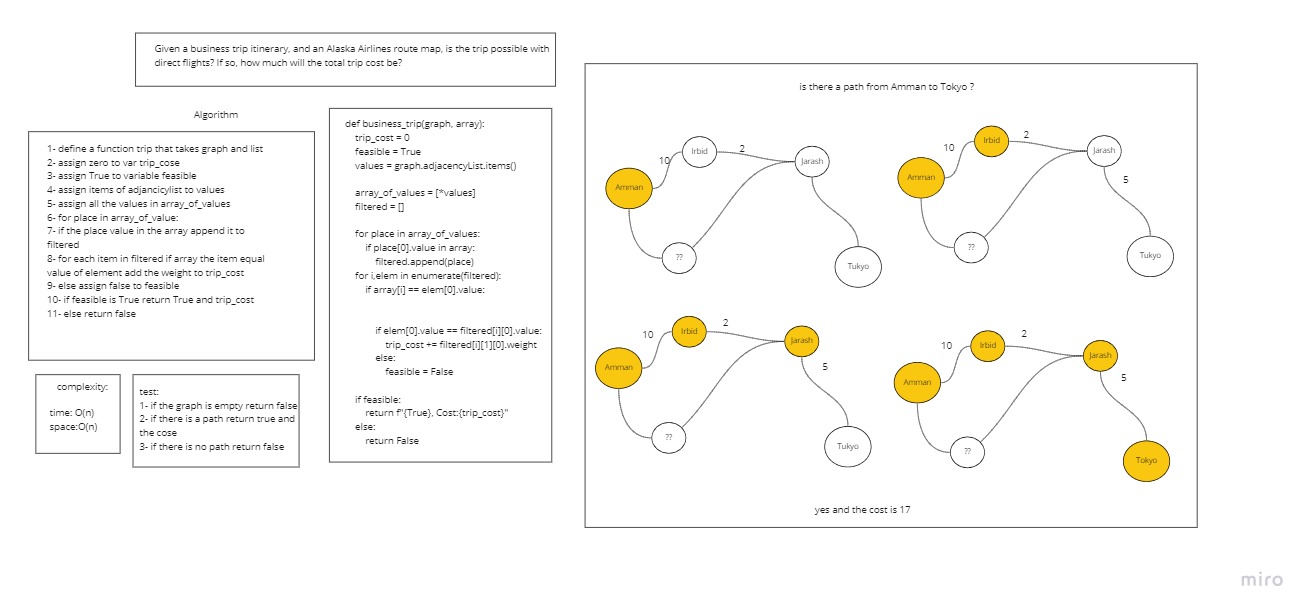 Given a business trip itinerary, and an Alaska Airlines route map, is the trip possible with
direct flights? If so, how much will the total trip cost be?
Algorithm
1- define a function trip that takes graph and list
2- assign zero to var trip_cose
3- assign True to variable feasible
4- assign items of adjancicylist to values
5- assign all the values in array_of_values
6- for place in array_of_value:
7- if the place value in the array append it to
filtered
8- for each item in filtered if array the item equal
value of element add the weight to trip_cost
9- else assign false to feasible
10- if feasible is True return True and trip_cost
11- else return false
complexity:
time: O(n)
space:O(n)
test:
1- if the graph is empty return false
2- if there is a path return true and
the cose
3- if there is no path return false
def business_trip(graph, array):
trip_cost = 0
feasible = True
values = graph.adjacencyList.items()
array_of_values = [*values]
filtered = []
for place in array_of_values:
if place[0].value in array:
filtered.append(place)
for i,elem in enumerate(filtered):
if array[i] == elem[0].value:
if elem[0].value == filtered[i][0].value:
trip_cost += filtered[i][1][0].weight
else:
feasible = False
if feasible:
return f"{True}, Cost:{trip_cost}"
else:
return False
is there a path from Amman to Tokyo ?
Amman
10
Irbid
2
Jarash
??
Tukyo
Amman
10
Irbid
2
Jarash
5
??
Tukyo
Amman
10
Irbid
2
Jarash
5
??
Tukyo
Amman
10
Irbid
2
Jarash
5
??
Tokyo
yes and the cost is 17
miro